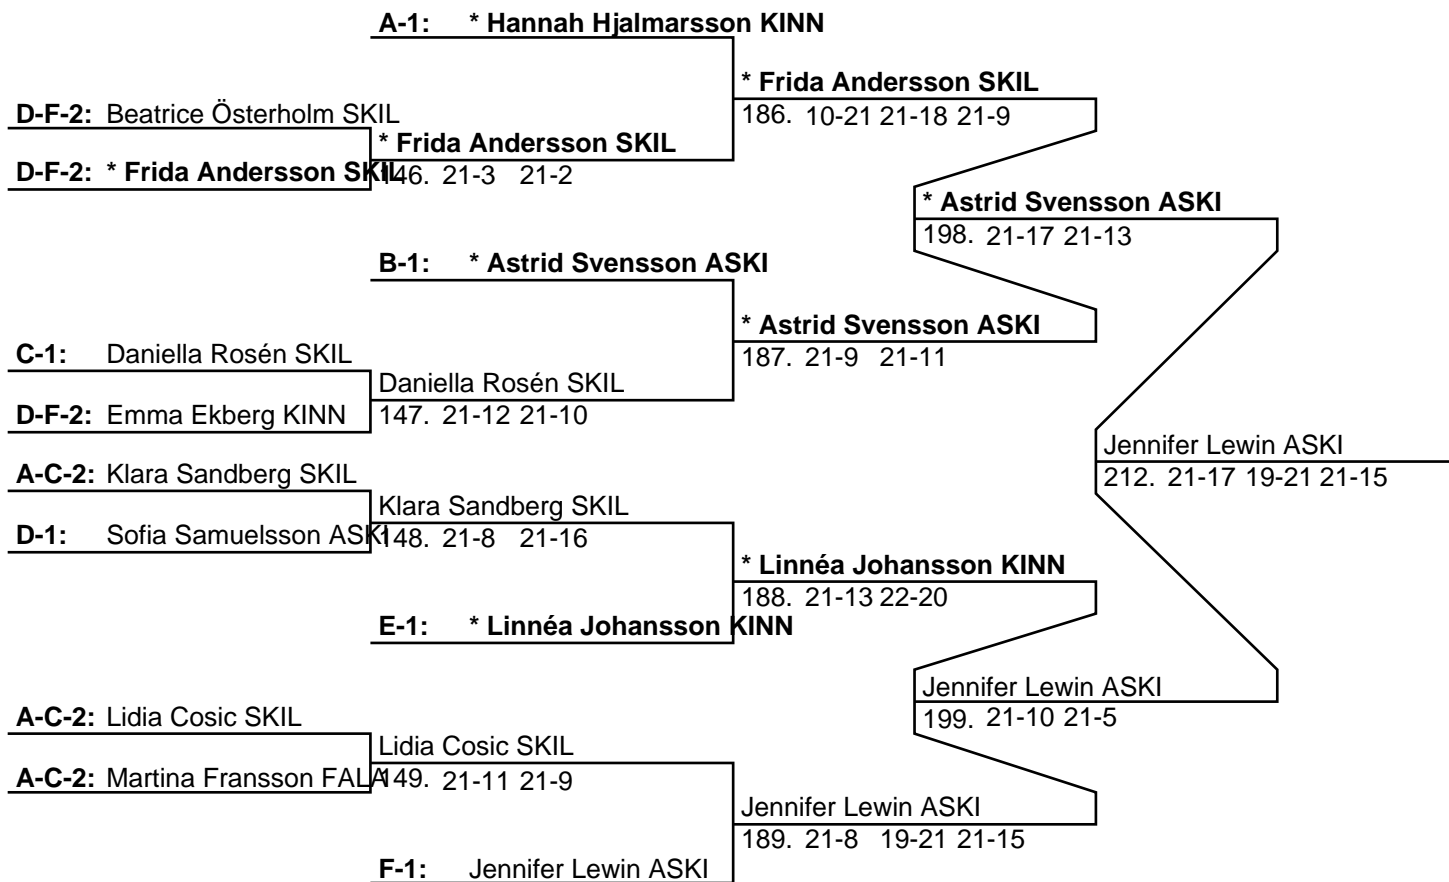 A-1: * Hannah Hjalmarsson KINN
* Frida Andersson SKIL
186. 10-21 21-18 21-9
D-F-2: Beatrice Österholm SKIL
* Frida Andersson SKIL
146. 21-3 21-2
D-F-2: * Frida Andersson SKIL
* Astrid Svensson ASKI
198. 21-17 21-13
B-1: * Astrid Svensson ASKI
* Astrid Svensson ASKI
187. 21-9 21-11
C-1: Daniella Rosén SKIL
Daniella Rosén SKIL
147. 21-12 21-10
D-F-2: Emma Ekberg KINN
Jennifer Lewin ASKI
212. 21-17 19-21 21-15
A-C-2: Klara Sandberg SKIL
Klara Sandberg SKIL
148. 21-8 21-16
D-1: Sofia Samuelsson ASKI
* Linnéa Johansson KINN
188. 21-13 22-20
E-1: * Linnéa Johansson KINN
Jennifer Lewin ASKI
199. 21-10 21-5
A-C-2: Lidia Cosic SKIL
Lidia Cosic SKIL
149. 21-11 21-9
A-C-2: Martina Fransson FALA
Jennifer Lewin ASKI
189. 21-8 19-21 21-15
F-1: Jennifer Lewin ASKI